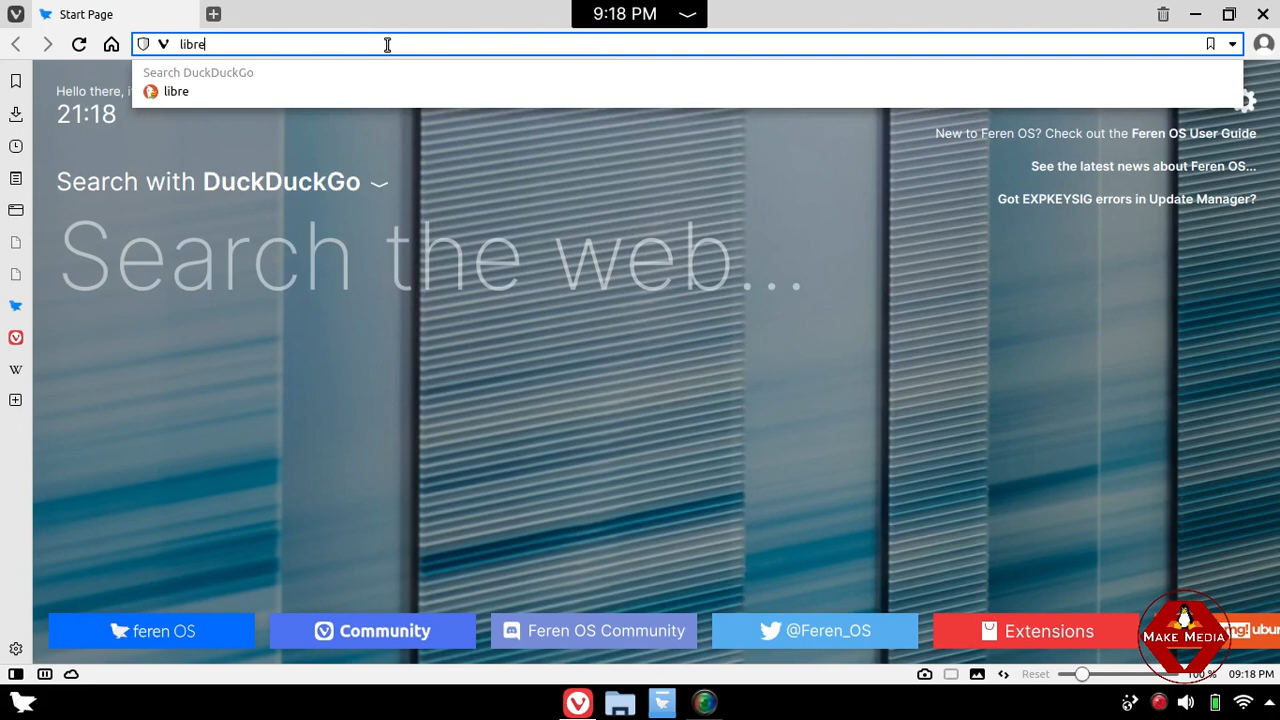 Start Page
9:18 PM
libre
Search DuckDuckGo
libre
Hello there, i
21:18
New to Feren OS? Check out the Feren OS User Guide
See the latest news about Feren OS...
Got EXPKEYSIG errors in Update Manager?
Search with DuckDuckGo
Search the web...
feren OS
Community
Feren OS Community
@Feren_OS
Extensions
ng! ubun
MAKE MEDIA
Reset
100 %
09:18 PM